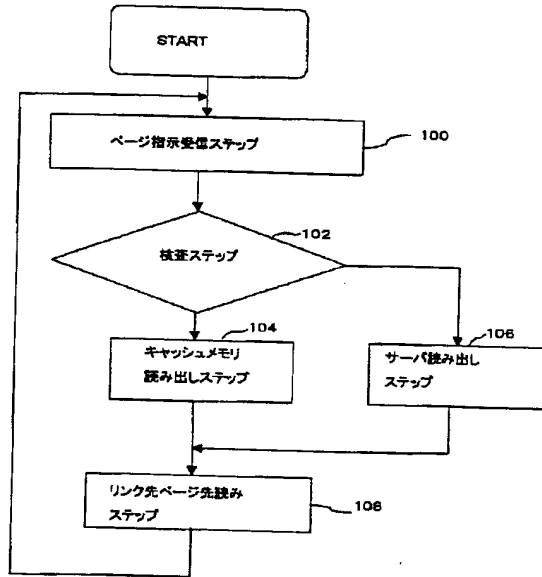 START
ページ指示受信ステップ
100
検査ステップ
102
キャッシュメモリ
読み出しステップ
104
サーバ読み出し
ステップ
106
リンク先ページ先読み
ステップ
108